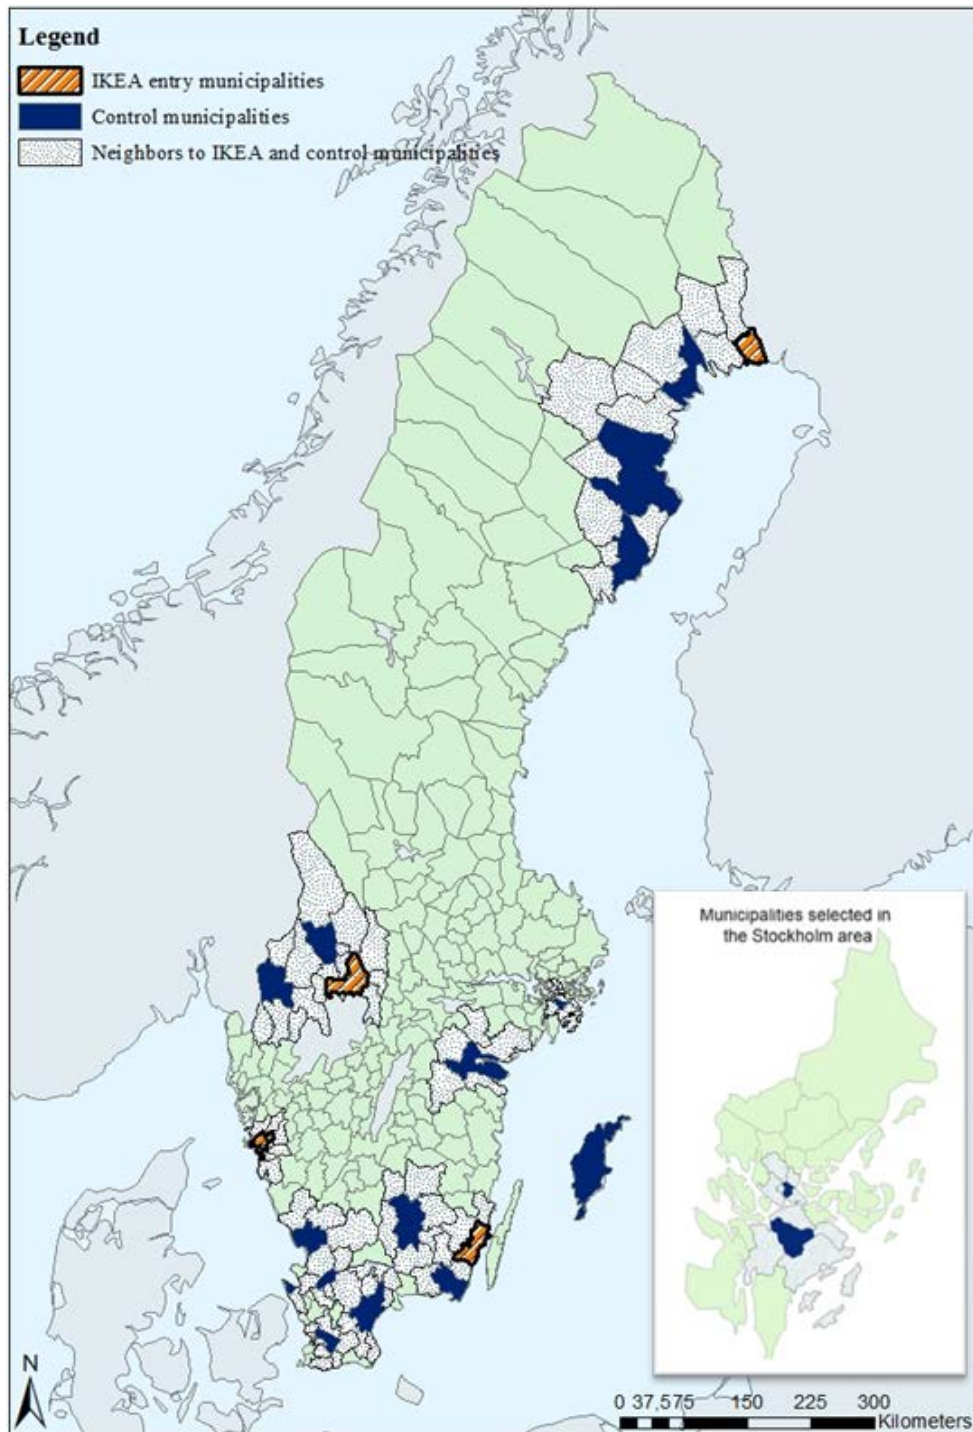 Legend
IKEA entry municipalities
Control municipalities
Neighbors to IKEA and control municipalities
Municipalities selected in
the Stockholm area
N
0 37,575 150 225 300
Kilometers